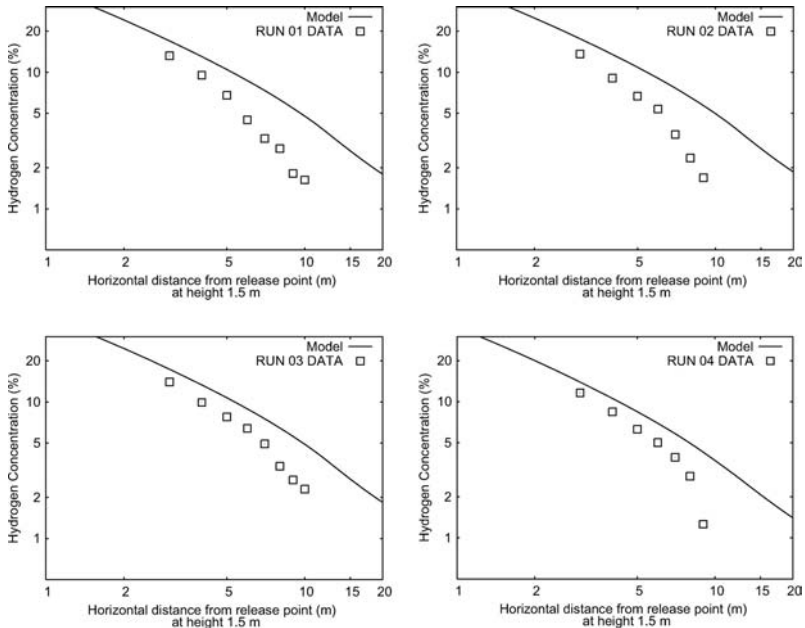 Model
RUN 01 DATA
20
10
5
2
1
Hydrogen Concentration (%)
1 2 5 10 15 20
Horizontal distance from release point (m)
at height 1.5 m
Model
RUN 02 DATA
20
10
5
2
1
Hydrogen Concentration (%)
1 2 5 10 15 20
Horizontal distance from release point (m)
at height 1.5 m
Model
RUN 03 DATA
20
10
5
2
1
Hydrogen Concentration (%)
1 2 5 10 15 20
Horizontal distance from release point (m)
at height 1.5 m
Model
RUN 04 DATA
20
10
5
2
1
Hydrogen Concentration (%)
1 2 5 10 15 20
Horizontal distance from release point (m)
at height 1.5 m